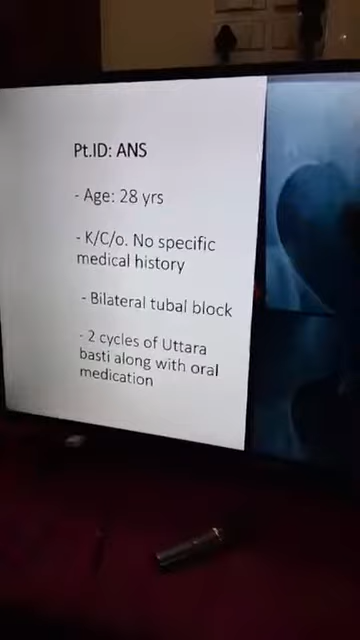 Pt.ID: ANS
- Age: 28 yrs
- K/C/o. No specific
medical history
- Bilateral tubal block
- 2 cycles of Uttara
basti along with oral
medication